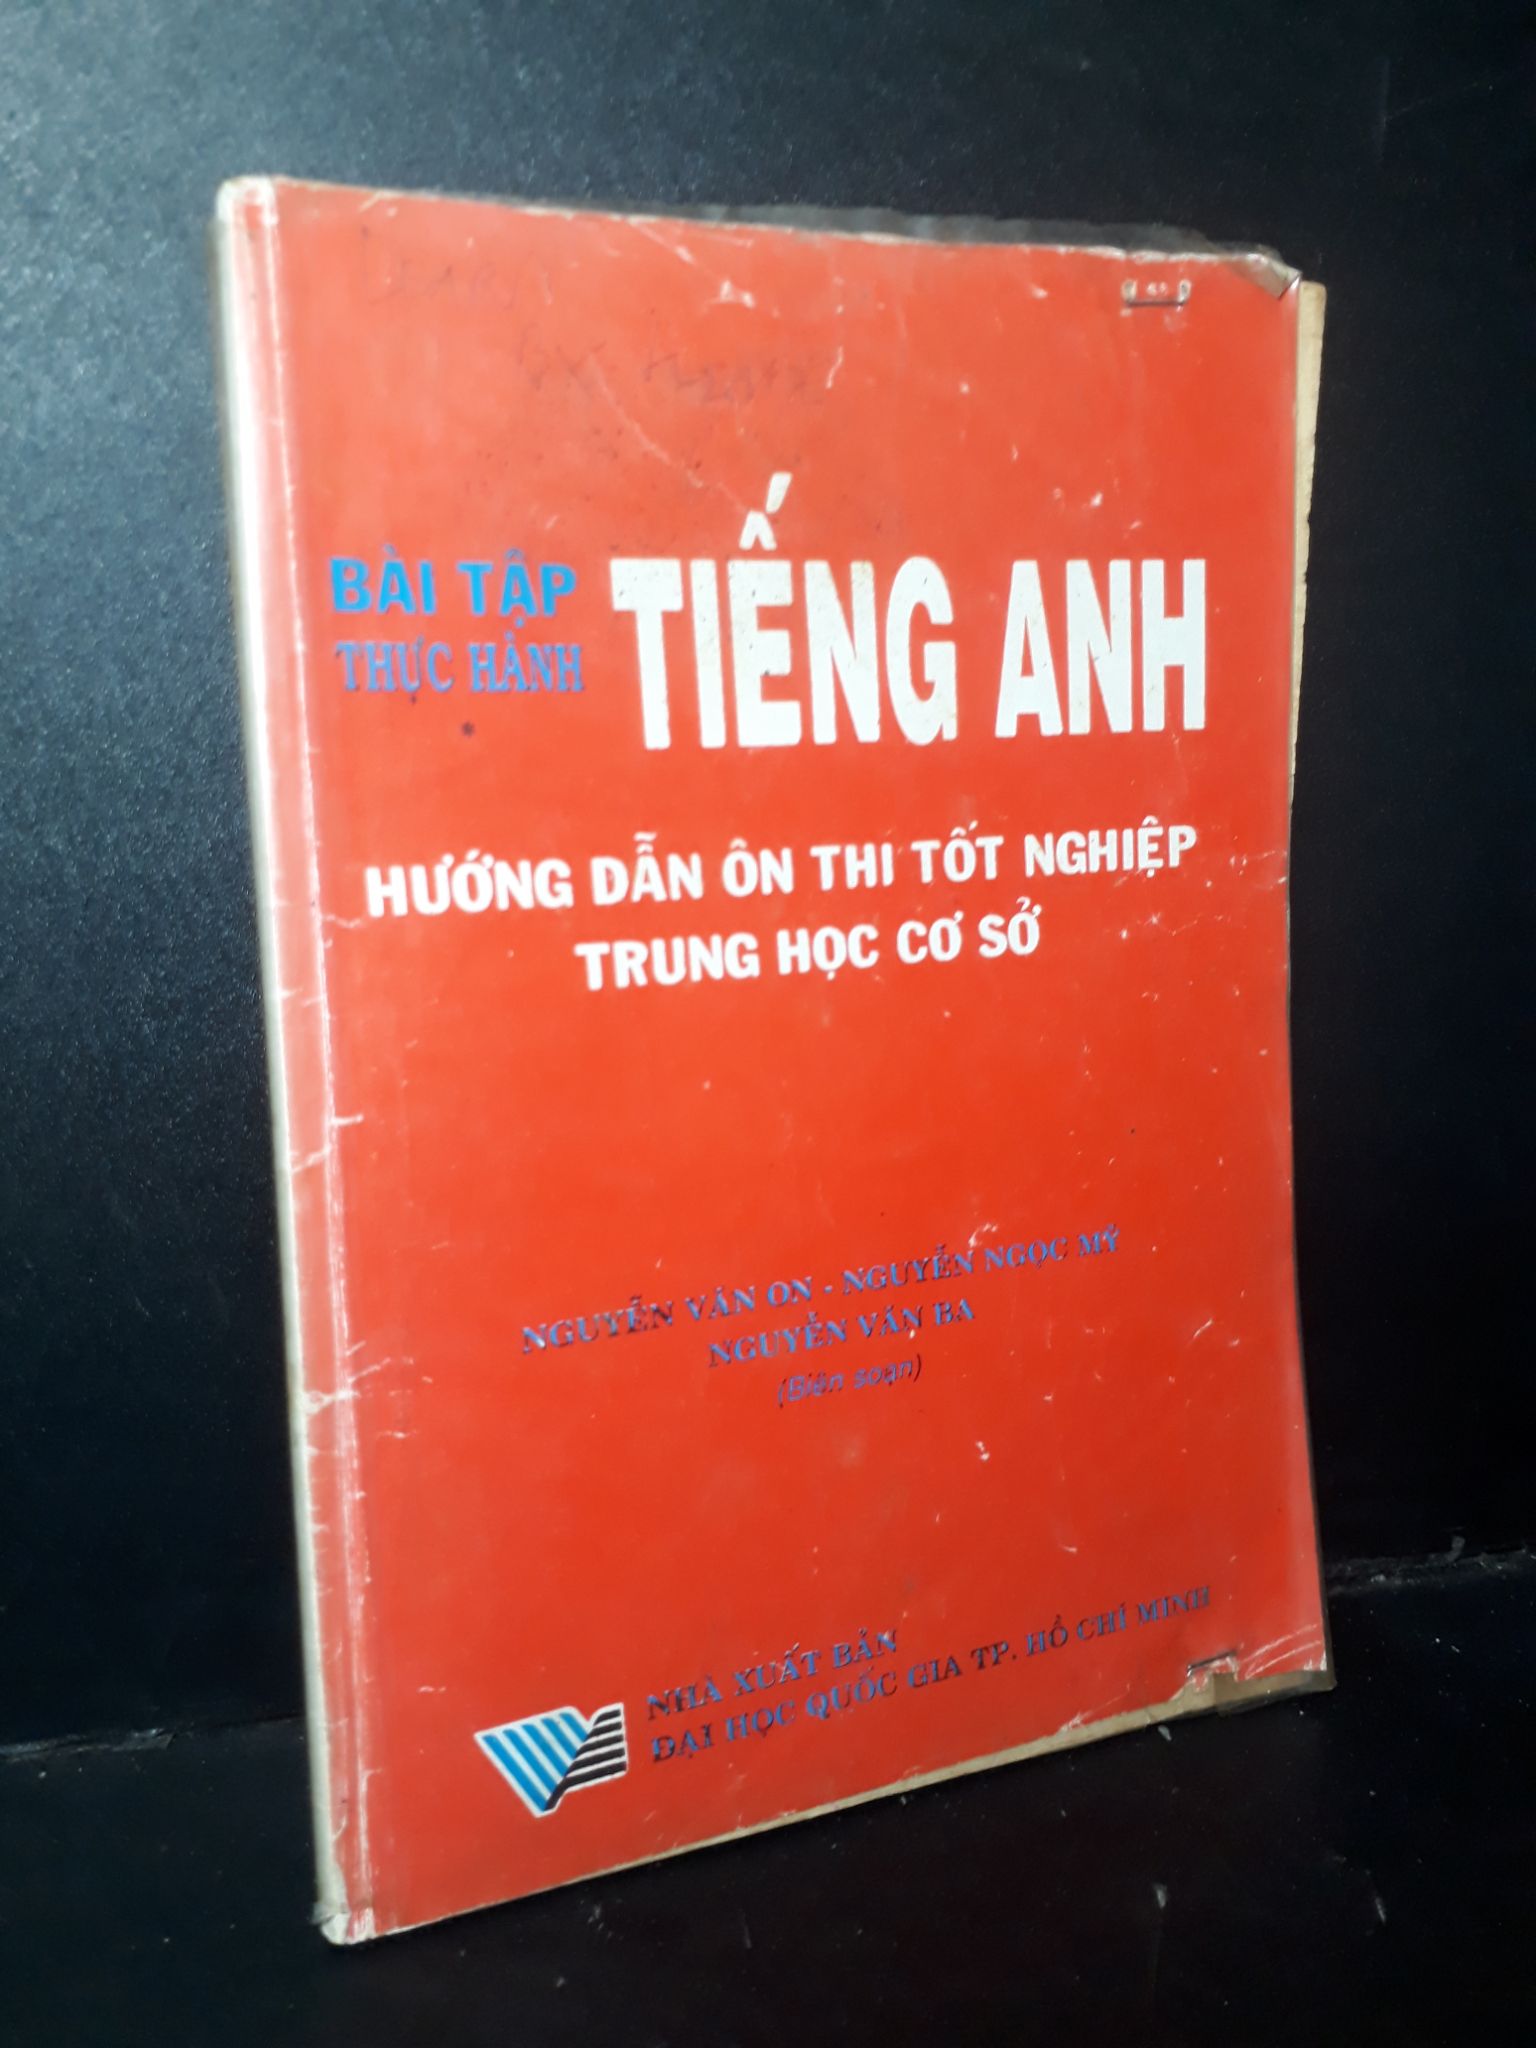 BÀI TẬP
THỰC HÀNH
TIẾNG ANH
HƯỚNG DẪN ÔN THI TỐT NGHIỆP
TRUNG HỌC CƠ SỞ
NGUYỄN VĂN ON - NGUYỄN NGỌC MỸ
NGUYỄN VĂN BA
(Biên soạn)
NHÀ XUẤT BẢN
ĐẠI HỌC QUỐC GIA TP. HỒ CHÍ MINH